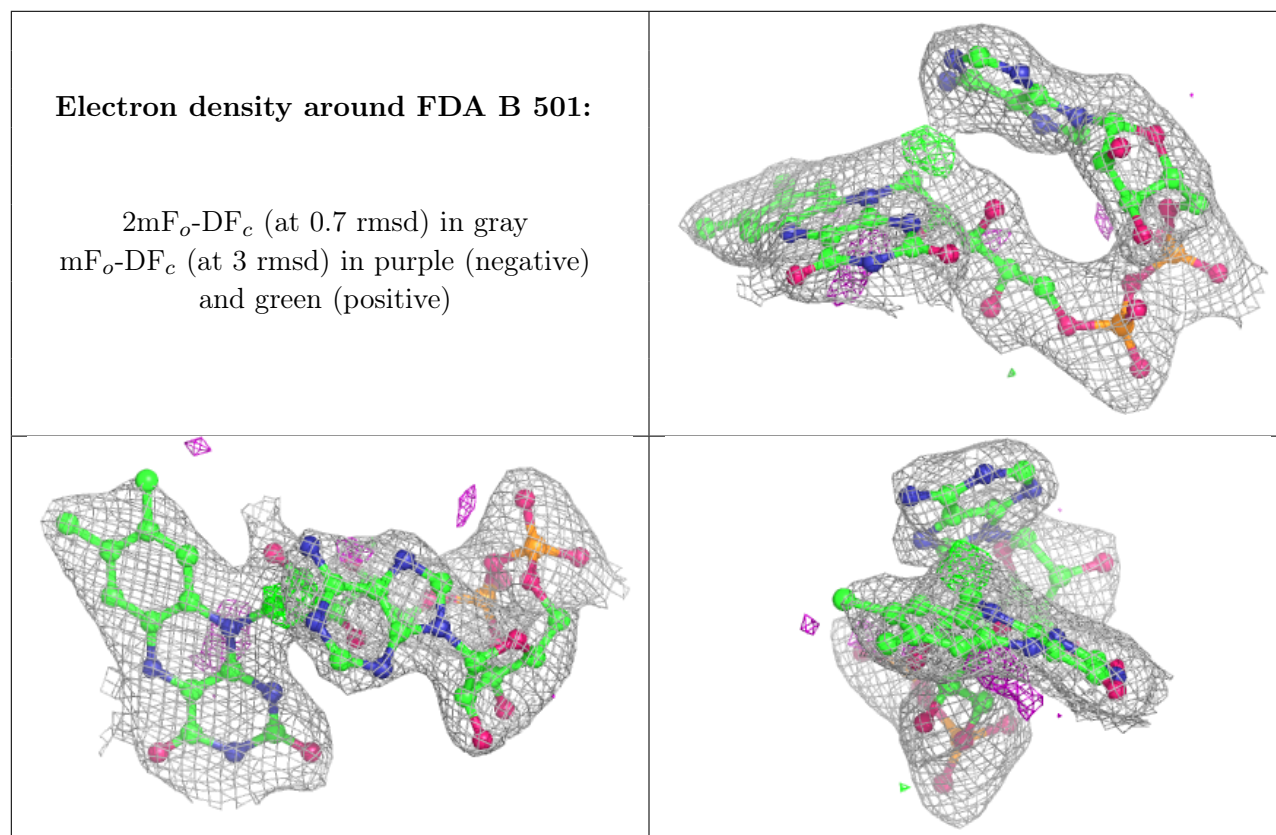 Electron density around FDA B 501:
2mFo-DFc (at 0.7 rmsd) in gray
mFo-DFc (at 3 rmsd) in purple (negative)
and green (positive)